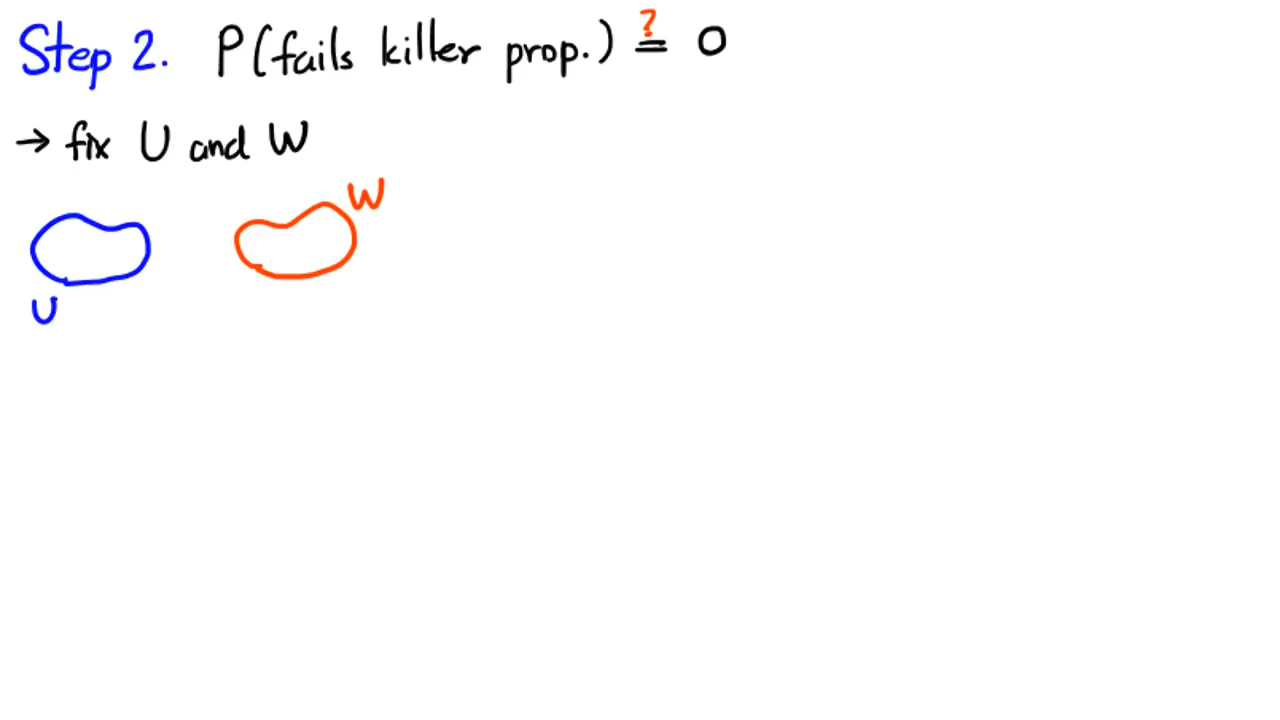 Step 2. P(fails killer prop.) ≟ 0
→ fix U and W
W
U